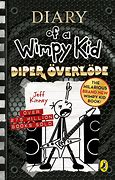 DIARY
of a
Wimpy Kid
DIPER ÖVERLÖDE
Jeff Kinney
THE
HILARIOUS
BRAND NEW
WIMPY KID
BOOK!
OVER
275 MILLION
BOOKS SOLD